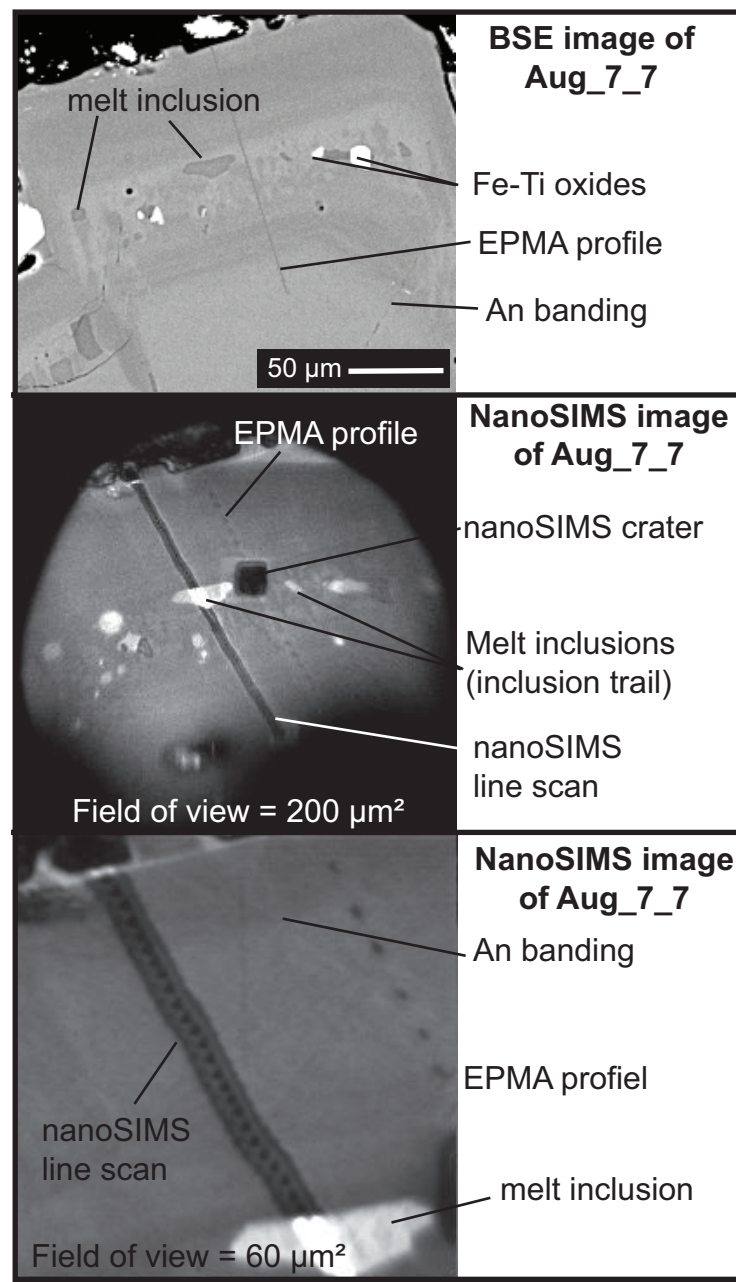 BSE image of
Aug_7_7
melt inclusion
Fe-Ti oxides
EPMA profile
An banding
50 µm
NanoSIMS image
of Aug_7_7
EPMA profile
nanoSIMS crater
Melt inclusions
(inclusion trail)
nanoSIMS
line scan
Field of view = 200 µm²
NanoSIMS image
of Aug_7_7
An banding
EPMA profiel
nanoSIMS
line scan
melt inclusion
Field of view = 60 µm²